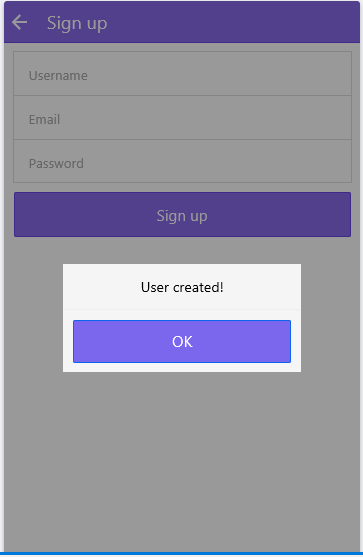 Sign up
Username
Email
Password
Sign up
User created!
OK